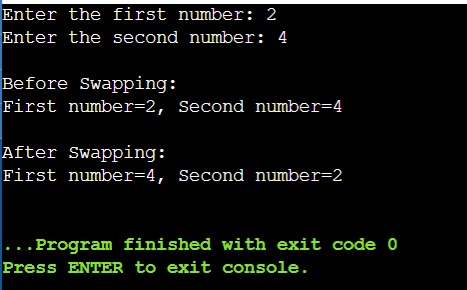 Enter the first number: 2
Enter the second number: 4
Before Swapping:
First number=2, Second number=4
After Swapping:
First number=4, Second number=2
...Program finished with exit code 0
Press ENTER to exit console.